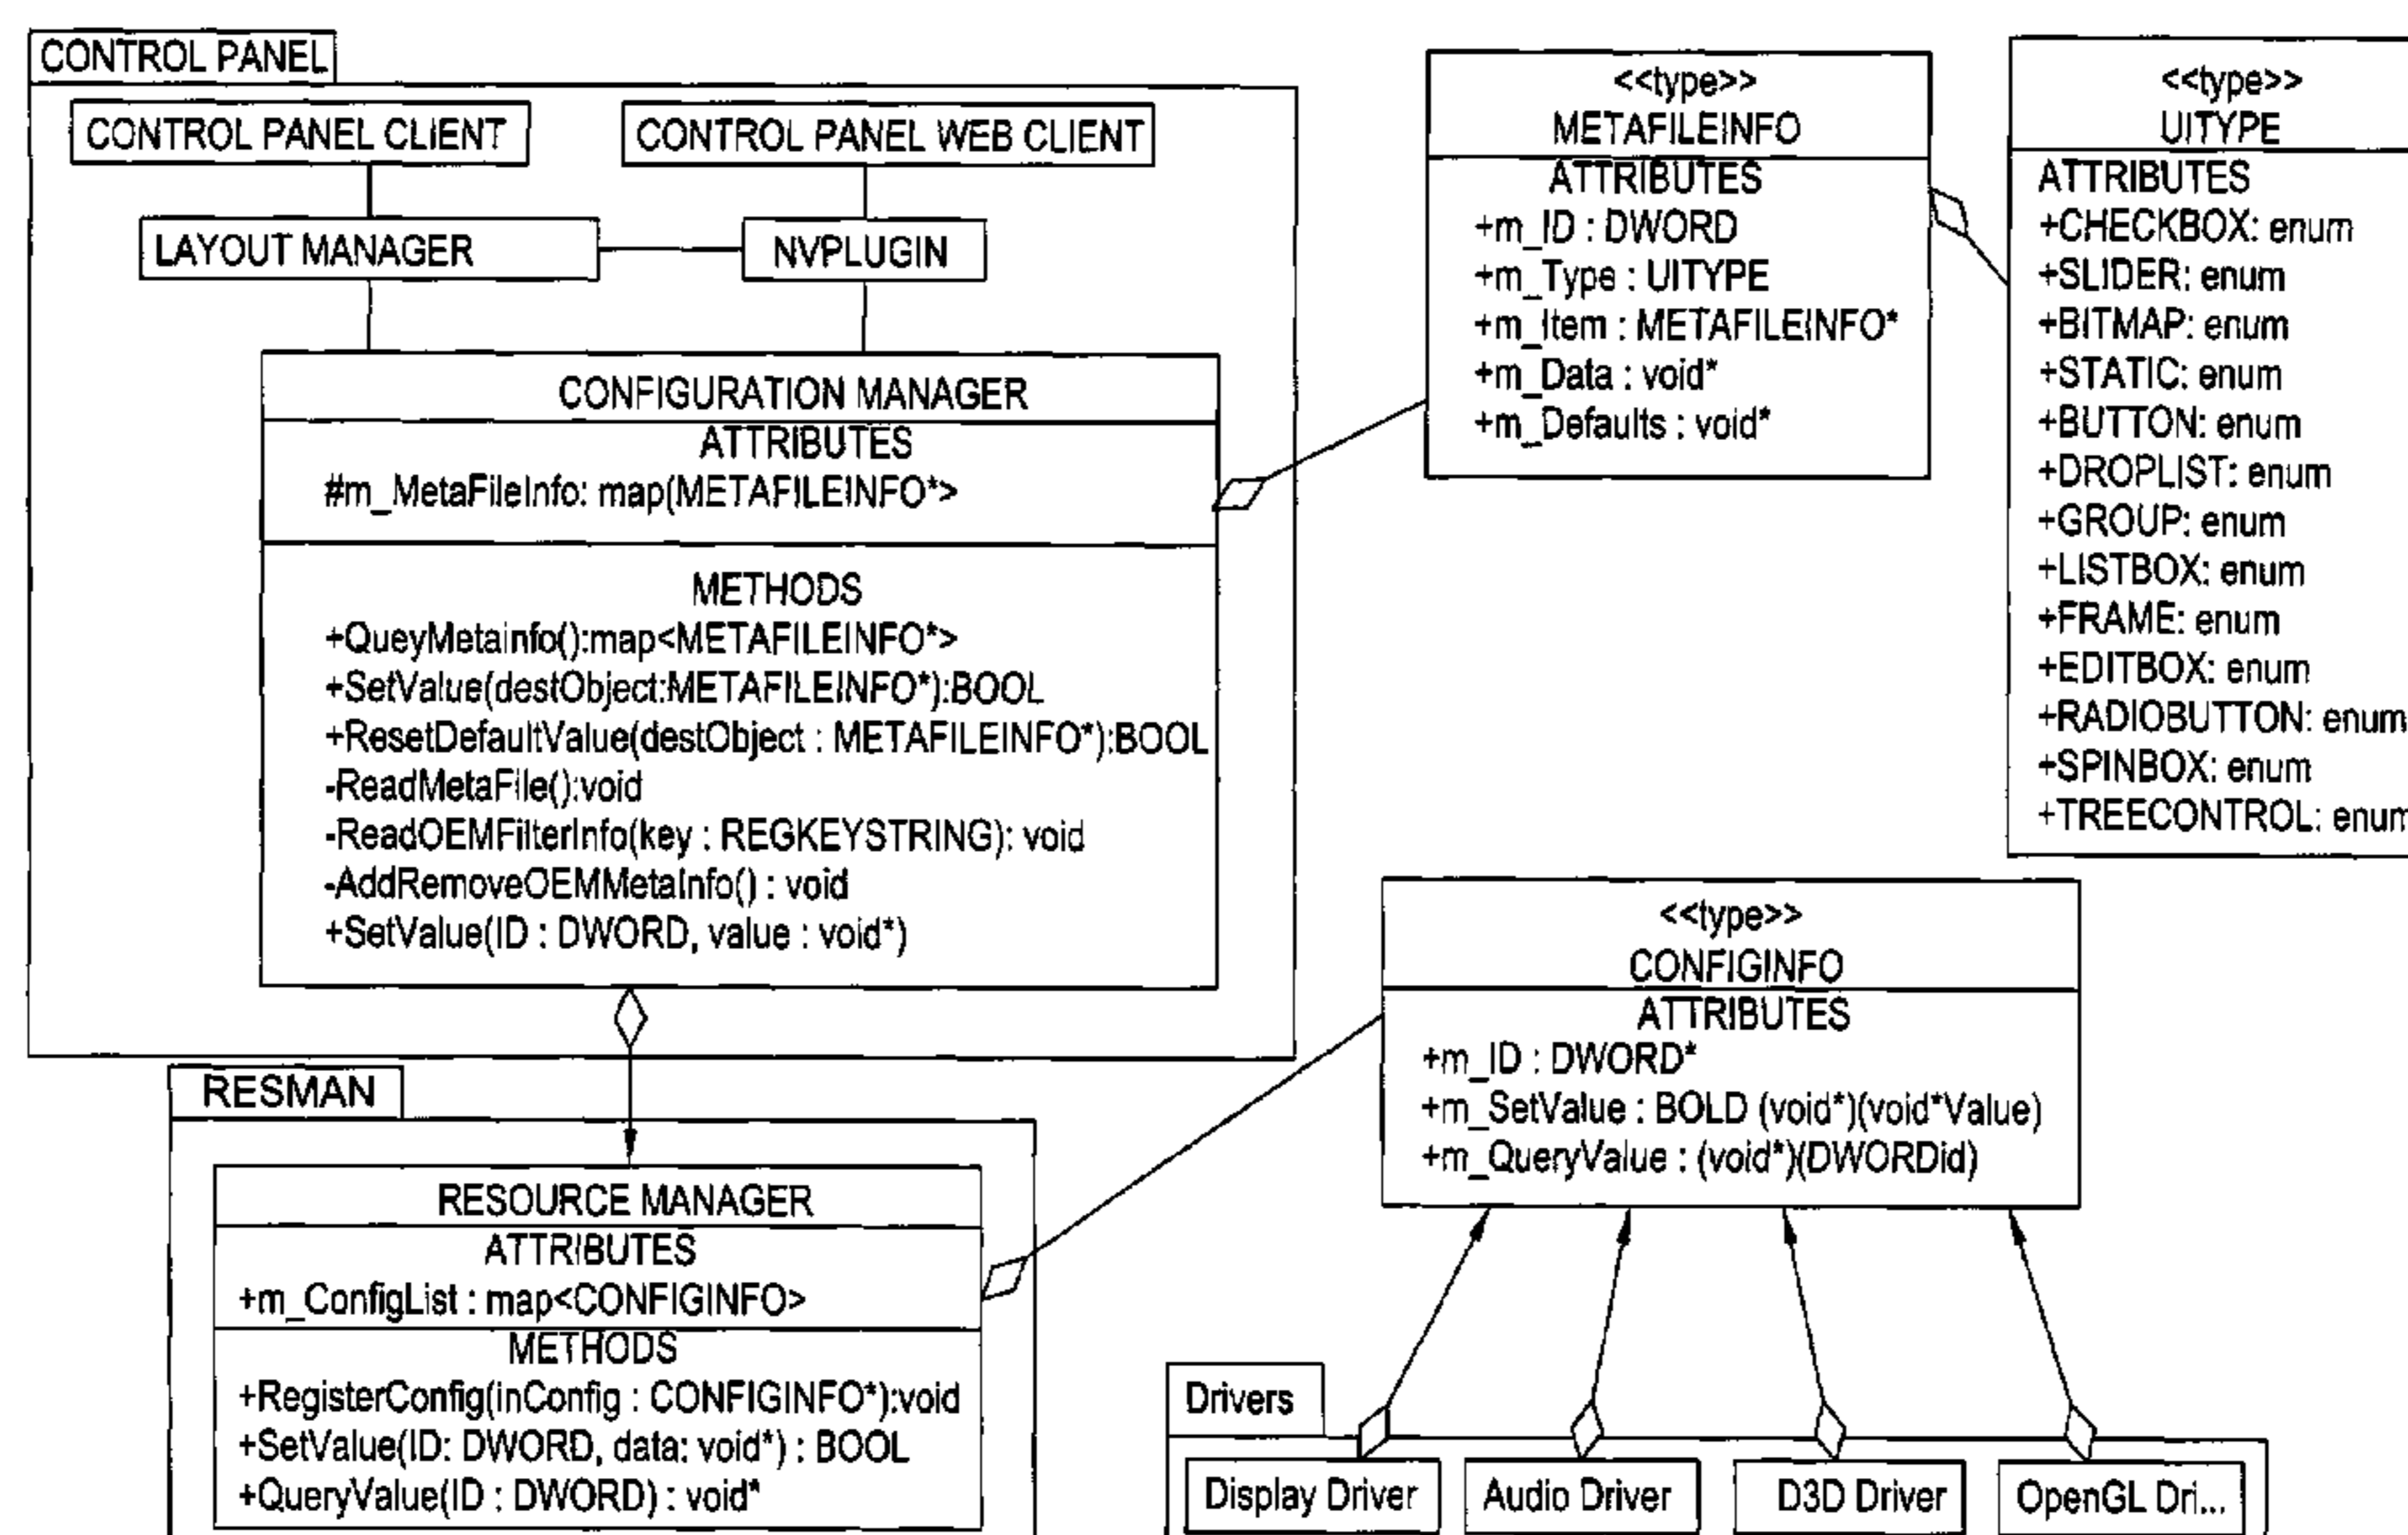 CONTROL PANEL
CONTROL PANEL CLIENT
CONTROL PANEL WEB CLIENT
LAYOUT MANAGER
NVPLUGIN
CONFIGURATION MANAGER
ATTRIBUTES
#m_MetaFileInfo: map(METAFILEINFO*>
METHODS
+QueyMetainfo():map<METAFILEINFO*>
+SetValue(destObject:METAFILEINFO*):BOOL
+ResetDefaultValue(destObject : METAFILEINFO*):BOOL
-ReadMetaFile():void
-ReadOEMFilterInfo(key : REGKEYSTRING): void
-AddRemoveOEMMetaInfo() : void
+SetValue(ID : DWORD, value : void*)
<<type>>
METAFILEINFO
ATTRIBUTES
+m_ID : DWORD
+m_Type : UITYPE
+m_Item : METAFILEINFO*
+m_Data : void*
+m_Defaults : void*
<<type>>
UITYPE
ATTRIBUTES
+CHECKBOX: enum
+SLIDER: enum
+BITMAP: enum
+STATIC: enum
+BUTTON: enum
+DROPLIST: enum
+GROUP: enum
+LISTBOX: enum
+FRAME: enum
+EDITBOX: enum
+RADIOBUTTON: enum
+SPINBOX: enum
+TREECONTROL: enum
<<type>>
CONFIGINFO
ATTRIBUTES
+m_ID : DWORD*
+m_SetValue : BOLD (void*)(void*Value)
+m_QueryValue : (void*)(DWORDid)
RESMAN
RESOURCE MANAGER
ATTRIBUTES
+m_ConfigList : map<CONFIGINFO>
METHODS
+RegisterConfig(inConfig : CONFIGINFO*):void
+SetValue(ID: DWORD, data: void*) : BOOL
+QueryValue(ID : DWORD) : void*
Drivers
Display Driver
Audio Driver
D3D Driver
OpenGL Dri...